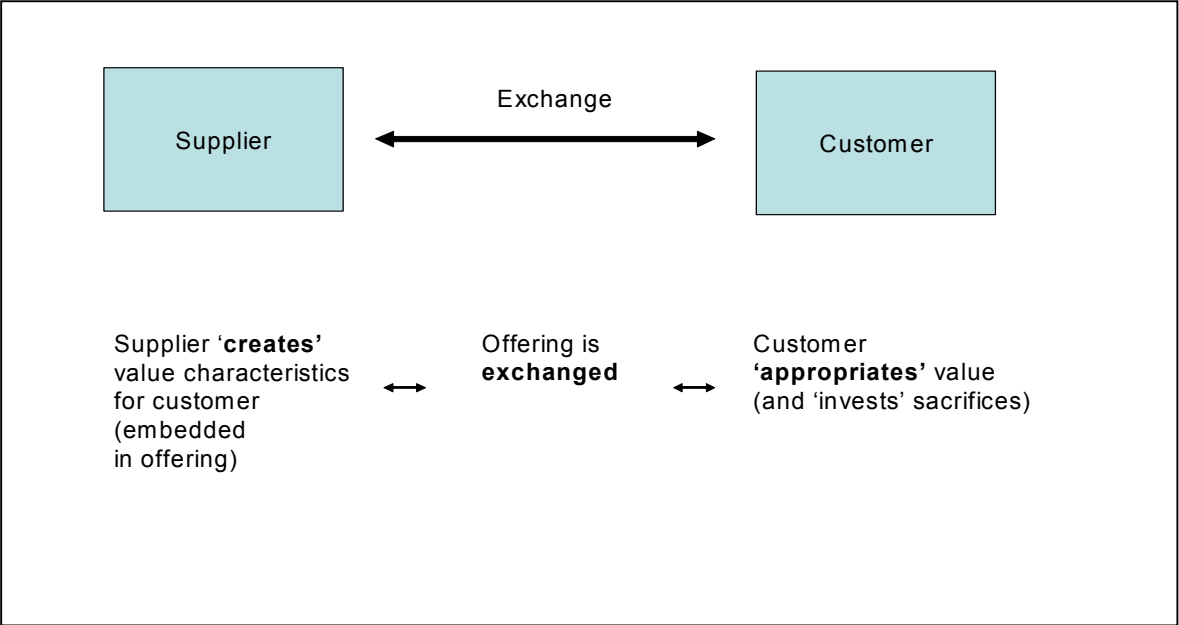 Exchange
Supplier
Customer
Supplier ‘creates’
value characteristics
for customer
(embedded
in offering)
Offering is
exchanged
Customer
‘appropriates’ value
(and ‘invests’ sacrifices)